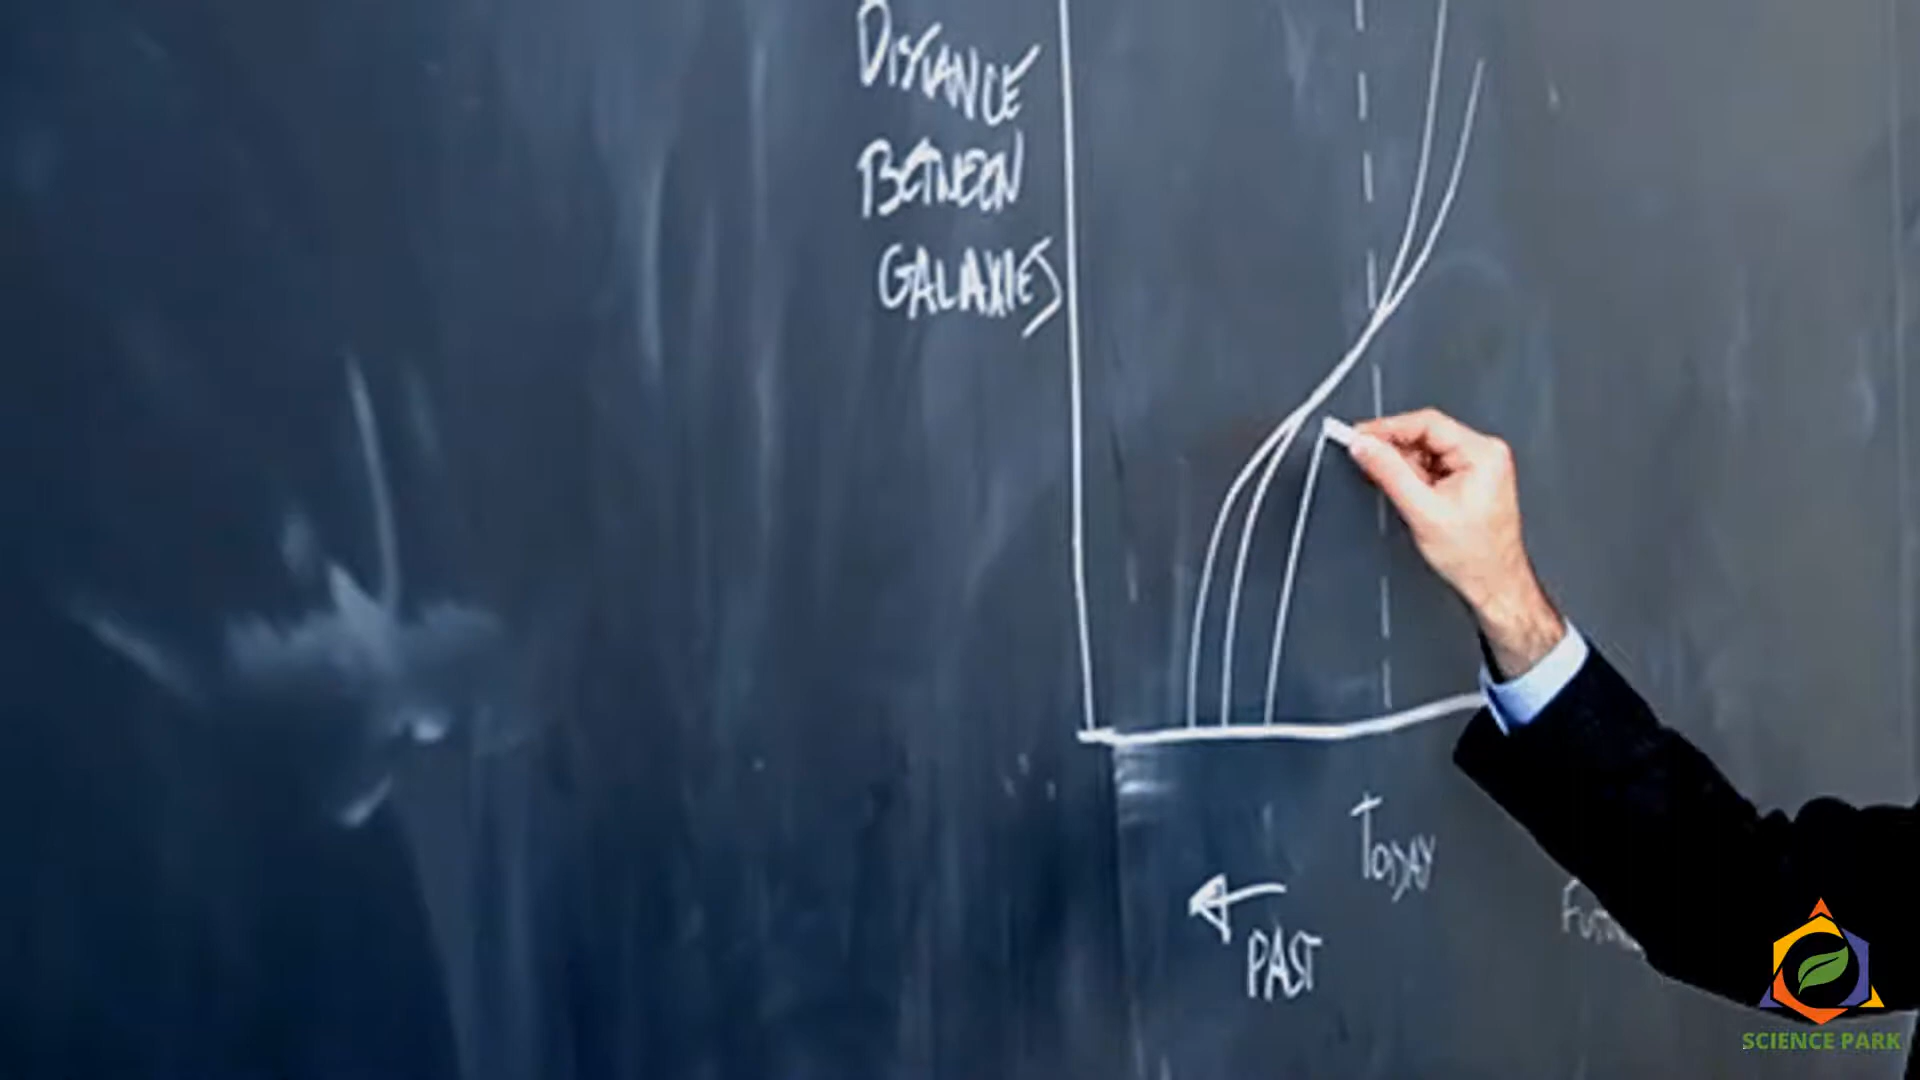 DISTANCE
BETWEEN
GALAXIES
TODAY
PAST
SCIENCE PARK